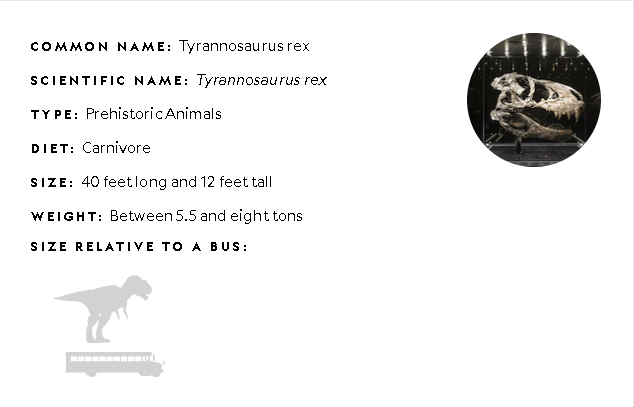 COMMON NAME: Tyrannosaurus rex
SCIENTIFIC NAME: Tyrannosaurus rex
TYPE: Prehistoric Animals
DIET: Carnivore
SIZE: 40 feet long and 12 feet tall
WEIGHT: Between 5.5 and eight tons
SIZE RELATIVE TO A BUS: